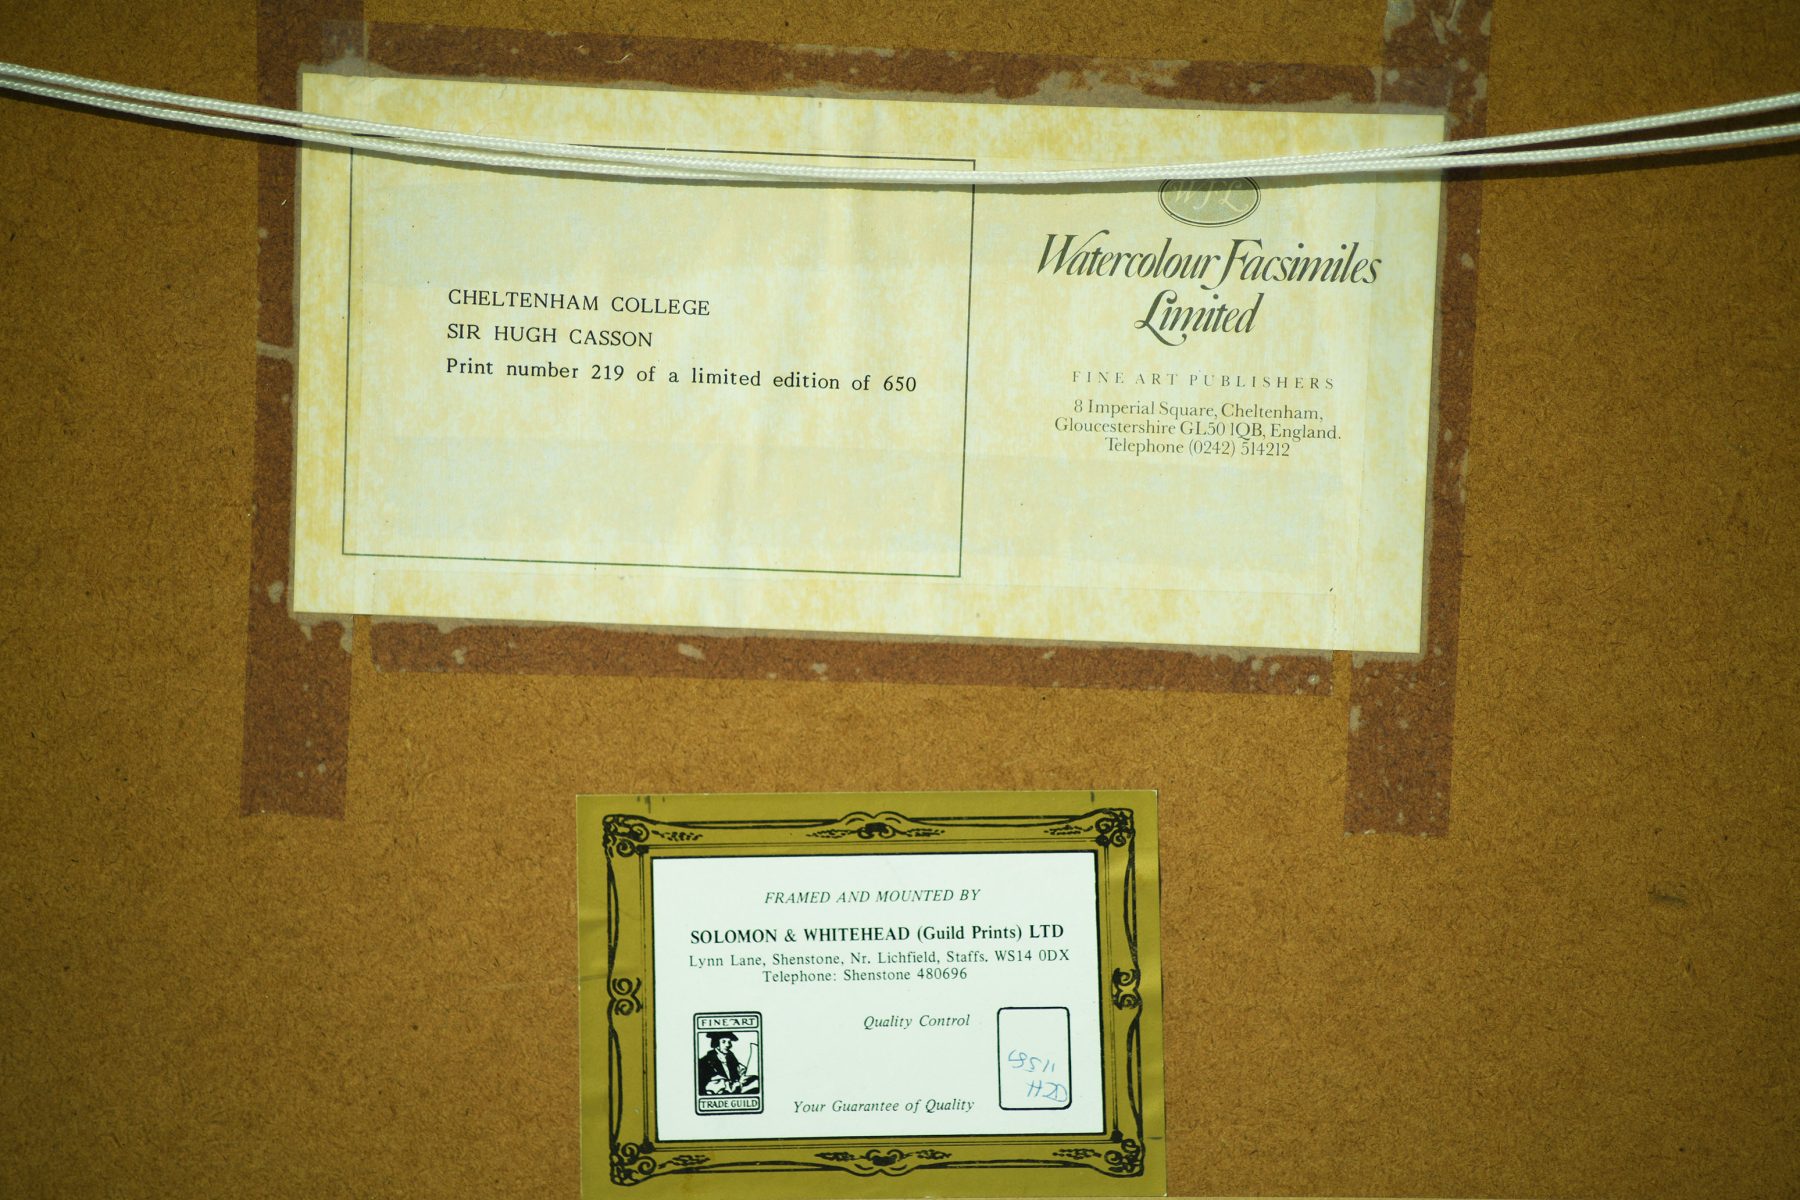 CHELTENHAM COLLEGE
SIR HUGH CASSON
Print number 219 of a limited edition of 650
WFL
Watercolour Facsimiles
Limited
FINE ART PUBLISHERS
8 Imperial Square, Cheltenham,
Gloucestershire GL50 1QB, England.
Telephone (0242) 514212
FRAMED AND MOUNTED BY
SOLOMON & WHITEHEAD (Guild Prints) LTD
Lynn Lane, Shenstone, Nr. Lichfield, Staffs. WS14 0DX
Telephone: Shenstone 480696
FINE ART
TRADE GUILD
Quality Control
Your Guarantee of Quality